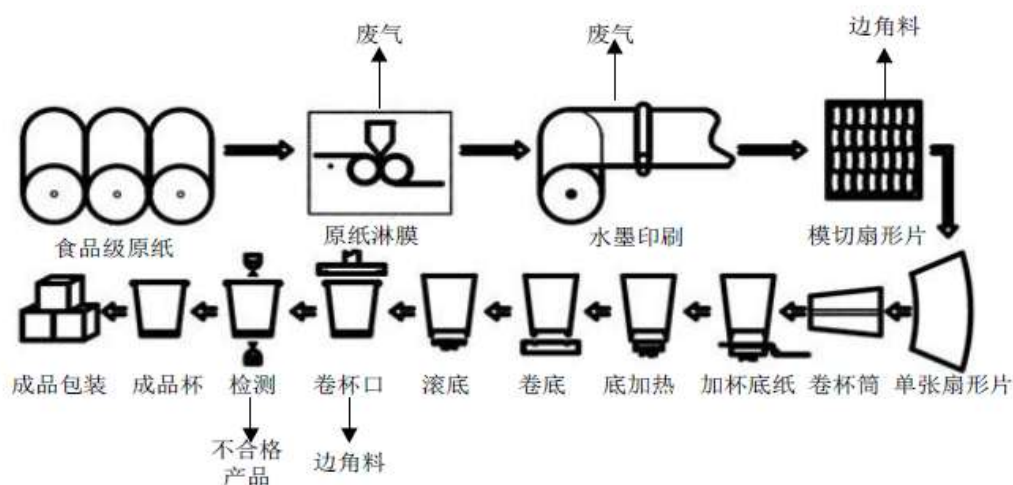 废气
废气
边角料
食品级原纸
原纸淋膜
水墨印刷
模切扇形片
成品包装
成品杯
检测
卷杯口
滚底
卷底
底加热
加杯底纸
卷杯筒
单张扇形片
不合格
产品
边角料